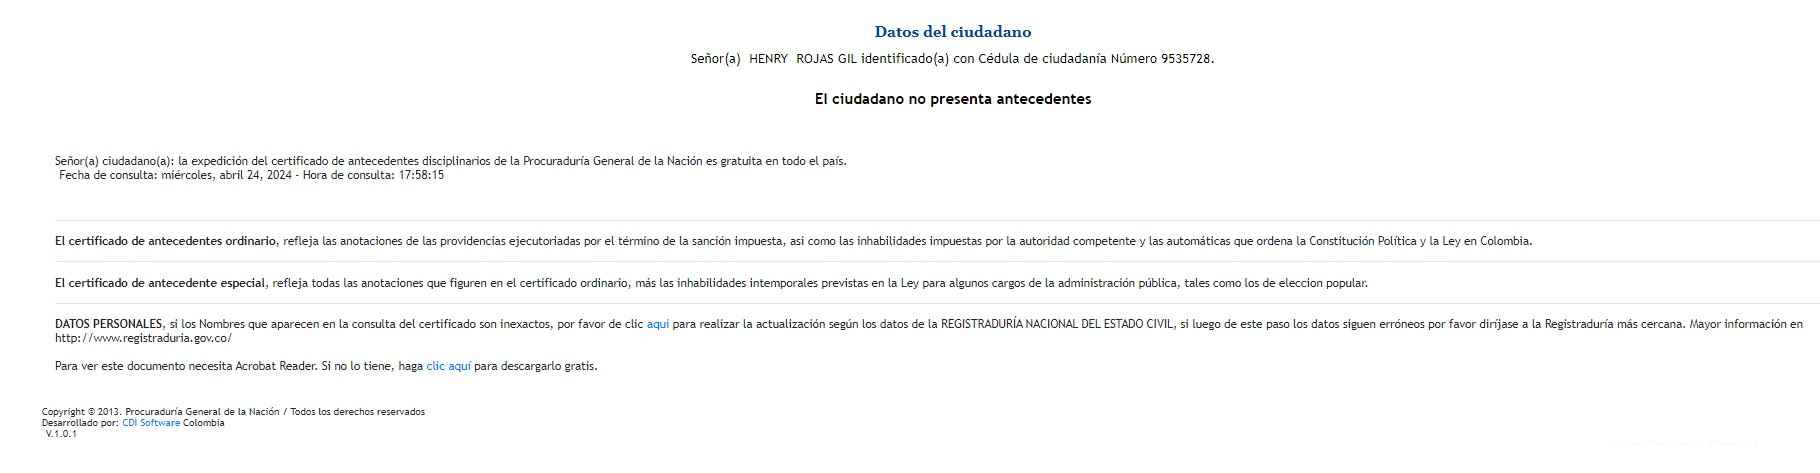 Datos del ciudadano
Señor(a)  HENRY  ROJAS GIL identificado(a) con Cédula de ciudadanía Número 9535728.
El ciudadano no presenta antecedentes
Señor(a) ciudadano(a): la expedición del certificado de antecedentes disciplinarios de la Procuraduría General de la Nación es gratuita en todo el país.
Fecha de consulta: miércoles, abril 24, 2024 - Hora de consulta: 17:58:15
El certificado de antecedentes ordinario, refleja las anotaciones de las providencias ejecutoriadas por el término de la sanción impuesta, asi como las inhabilidades impuestas por la autoridad competente y las automáticas que ordena la Constitución Política y la Ley en Colombia.
El certificado de antecedente especial, refleja todas las anotaciones que figuren en el certificado ordinario, más las inhabilidades intemporales previstas en la Ley para algunos cargos de la administración pública, tales como los de eleccion popular.
DATOS PERSONALES, si los Nombres que aparecen en la consulta del certificado son inexactos, por favor de clic aquí para realizar la actualización según los datos de la REGISTRADURÍA NACIONAL DEL ESTADO CIVIL, si luego de este paso los datos siguen erróneos por favor diríjase a la Registraduría más cercana. Mayor información en
http://www.registraduria.gov.co/
Para ver este documento necesita Acrobat Reader. Si no lo tiene, haga clic aquí para descargarlo gratis.
Copyright © 2013. Procuraduría General de la Nación / Todos los derechos reservados
Desarrollado por: CDI Software Colombia
V.1.0.1